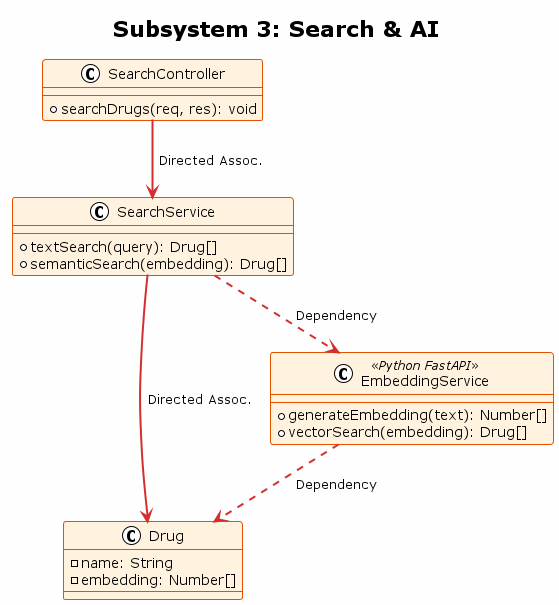 Subsystem 3: Search & AI
C SearchController
searchDrugs(req, res): void
Directed Assoc.
C SearchService
textSearch(query): Drug[]
semanticSearch(embedding): Drug[]
Dependency
«Python FastAPI»
C EmbeddingService
generateEmbedding(text): Number[]
vectorSearch(embedding): Drug[]
Directed Assoc.
Dependency
C Drug
name: String
embedding: Number[]